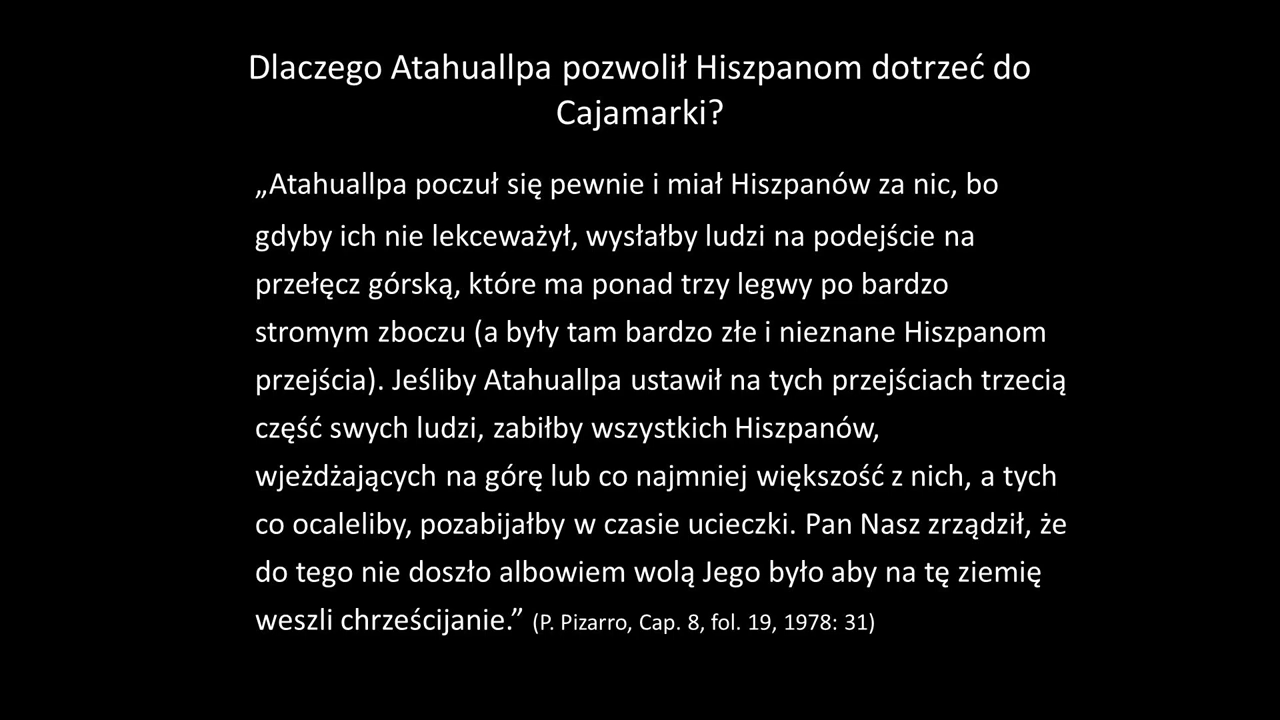 Dlaczego Atahuallpa pozwolił Hiszpanom dotrzeć do
Cajamarki?
„Atahuallpa poczuł się pewnie i miał Hiszpanów za nic, bo
gdyby ich nie lekceważył, wysłałby ludzi na podejście na
przełęcz górską, które ma ponad trzy legwy po bardzo
stromym zboczu (a były tam bardzo złe i nieznane Hiszpanom
przejścia). Jeśliby Atahuallpa ustawił na tych przejściach trzecią
część swych ludzi, zabiłby wszystkich Hiszpanów,
wjeżdżających na górę lub co najmniej większość z nich, a tych
co ocaleliby, pozabijałby w czasie ucieczki. Pan Nasz zrządził, że
do tego nie doszło albowiem wolą Jego było aby na tę ziemię
weszli chrześcijanie.” (P. Pizarro, Cap. 8, fol. 19, 1978: 31)